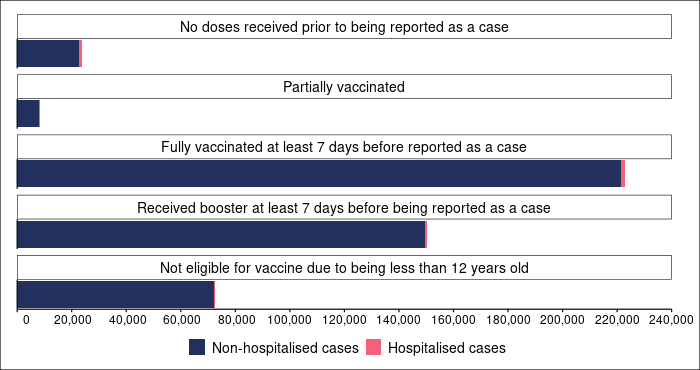 No doses received prior to being reported as a case
Partially vaccinated
Fully vaccinated at least 7 days before reported as a case
Received booster at least 7 days before being reported as a case
Not eligible for vaccine due to being less than 12 years old
0 20,000 40,000 60,000 80,000 100,000 120,000 140,000 160,000 180,000 200,000 220,000 240,000
Non-hospitalised cases Hospitalised cases